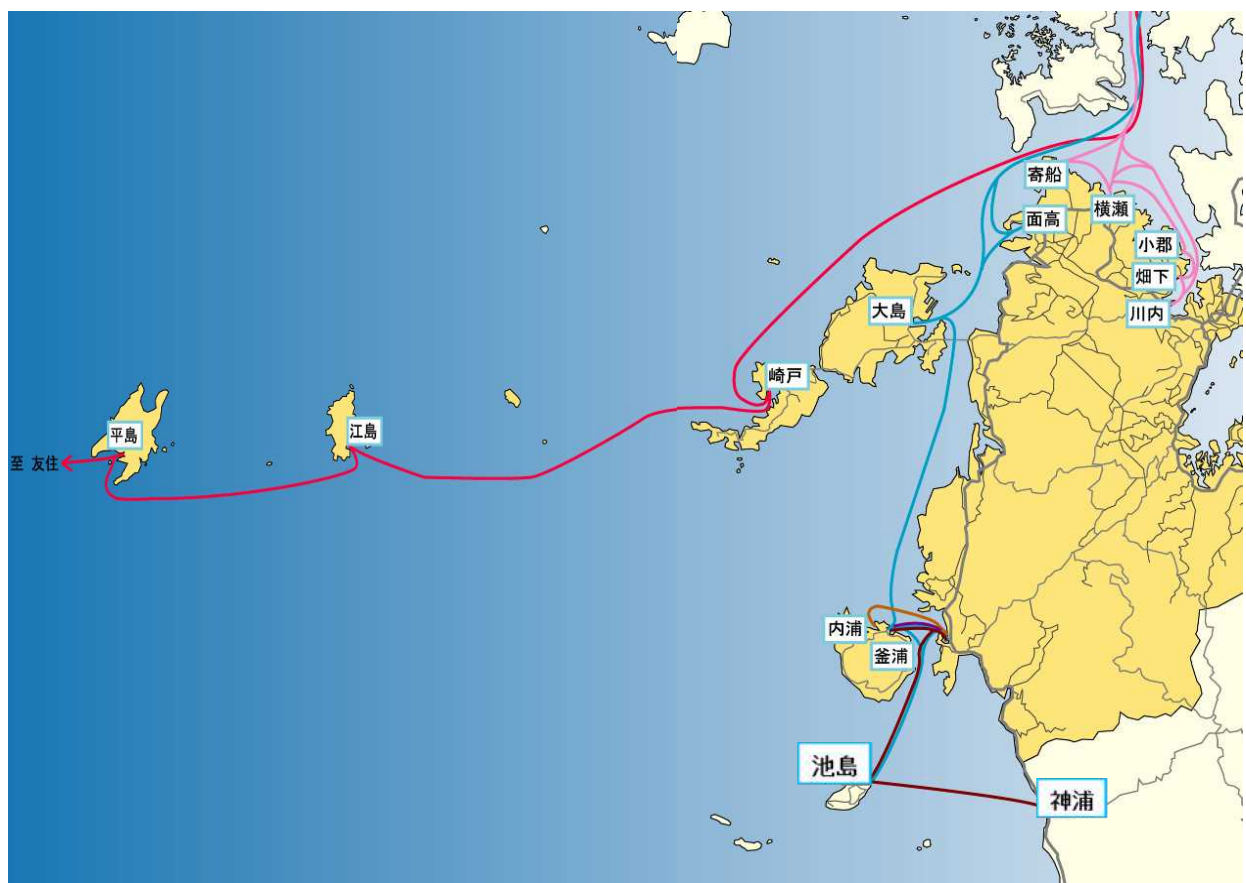 寄船
横瀬
面高
小郡
畑下
川内
大島
崎戸
江島
平島
至 友住
内浦
釜浦
池島
神浦